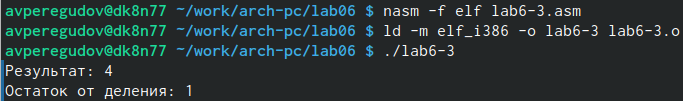 avperegudov@dk8n77 ~/work/arch-pc/lab06 $ nasm -f elf lab6-3.asm
avperegudov@dk8n77 ~/work/arch-pc/lab06 $ ld -m elf_i386 -o lab6-3 lab6-3.o
avperegudov@dk8n77 ~/work/arch-pc/lab06 $ ./lab6-3
Результат: 4
Остаток от деления: 1